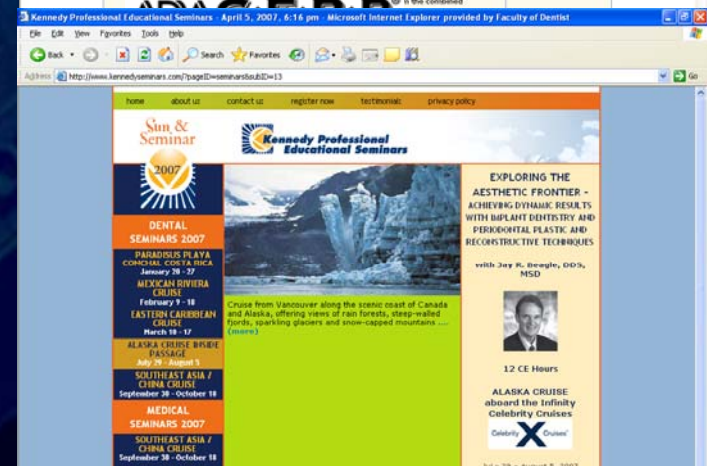 ADA C·E·R·P
in the combined
Kennedy Professional Educational Seminars - April 5, 2007, 6:16 pm - Microsoft Internet Explorer provided by Faculty of Dentist
File Edit View Favorites Tools Help
Back Search Favorites
Address http://www.kennedyseminars.com/?pageID=seminars&subID=13 Go
home about us contact us register now testimonials privacy policy
Sun &
Seminar
2007
Kennedy Professional
Educational Seminars
DENTAL
SEMINARS 2007
PARADISUS PLAYA
CONCHAL COSTA RICA
January 20 - 27
MEXICAN RIVIERA
CRUISE
February 9 - 18
EASTERN CARIBBEAN
CRUISE
March 10 - 17
ALASKA CRUISE INSIDE
PASSAGE
July 29 - August 5
SOUTHEAST ASIA /
CHINA CRUISE
September 30 - October 18
MEDICAL
SEMINARS 2007
SOUTHEAST ASIA /
CHINA CRUISE
September 30 - October 18
Cruise from Vancouver along the scenic coast of Canada
and Alaska, offering views of rain forests, steep-walled
fjords, sparkling glaciers and snow-capped mountains ....
(more)
EXPLORING THE
AESTHETIC FRONTIER -
ACHIEVING DYNAMIC RESULTS
WITH IMPLANT DENTISTRY AND
PERIODONTAL PLASTIC AND
RECONSTRUCTIVE TECHNIQUES
with Jay R. Beagle, DDS,
MSD
12 CE Hours
ALASKA CRUISE
aboard the Infinity
Celebrity Cruises
Celebrity X Cruises